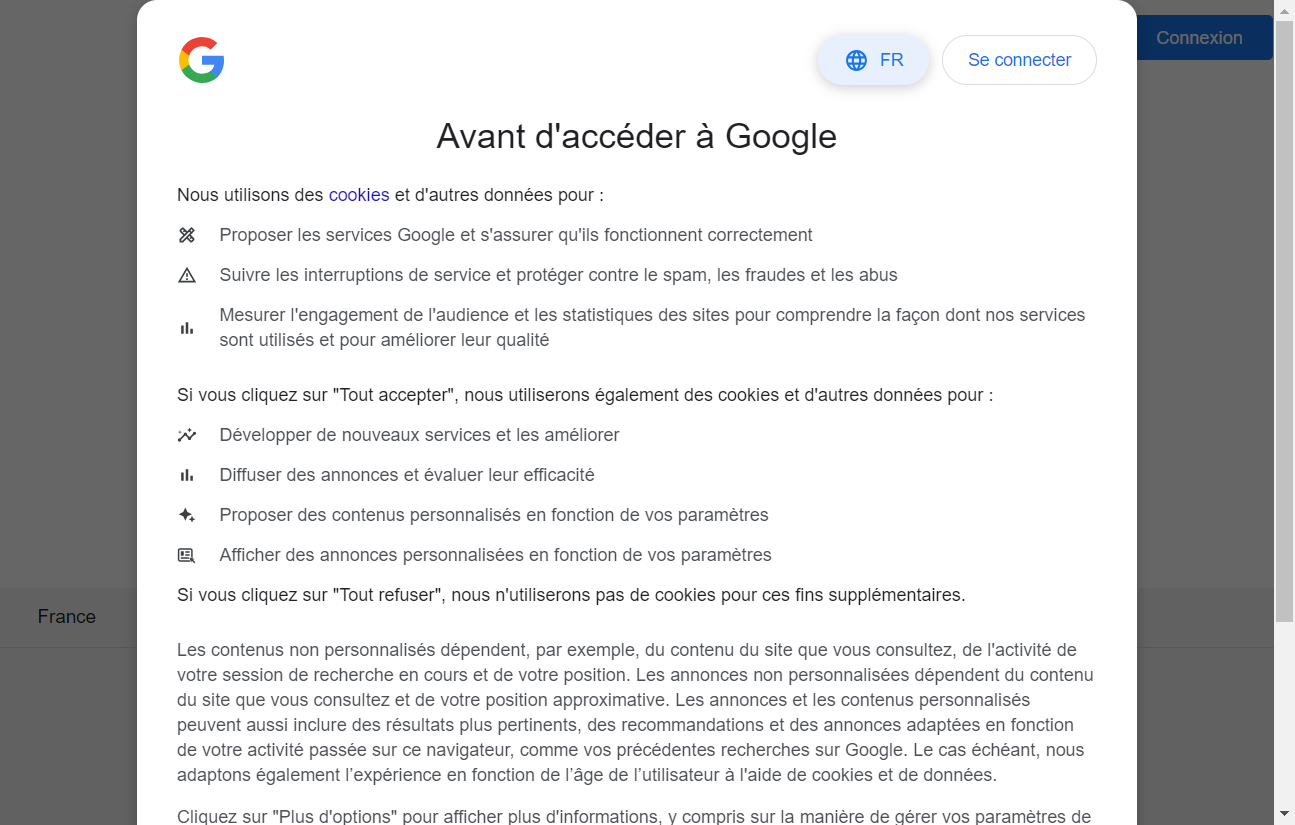 Connexion
FR
Se connecter
Avant d'accéder à Google
Nous utilisons des cookies et d'autres données pour :
Proposer les services Google et s'assurer qu'ils fonctionnent correctement
Suivre les interruptions de service et protéger contre le spam, les fraudes et les abus
Mesurer l'engagement de l'audience et les statistiques des sites pour comprendre la façon dont nos services
sont utilisés et pour améliorer leur qualité
Si vous cliquez sur "Tout accepter", nous utiliserons également des cookies et d'autres données pour :
Développer de nouveaux services et les améliorer
Diffuser des annonces et évaluer leur efficacité
Proposer des contenus personnalisés en fonction de vos paramètres
Afficher des annonces personnalisées en fonction de vos paramètres
Si vous cliquez sur "Tout refuser", nous n'utiliserons pas de cookies pour ces fins supplémentaires.
France
Les contenus non personnalisés dépendent, par exemple, du contenu du site que vous consultez, de l'activité de
votre session de recherche en cours et de votre position. Les annonces non personnalisées dépendent du contenu
du site que vous consultez et de votre position approximative. Les annonces et les contenus personnalisés
peuvent aussi inclure des résultats plus pertinents, des recommandations et des annonces adaptées en fonction
de votre activité passée sur ce navigateur, comme vos précédentes recherches sur Google. Le cas échéant, nous
adaptons également l’expérience en fonction de l’âge de l’utilisateur à l'aide de cookies et de données.
Cliquez sur "Plus d'options" pour afficher plus d'informations, y compris sur la manière de gérer vos paramètres de